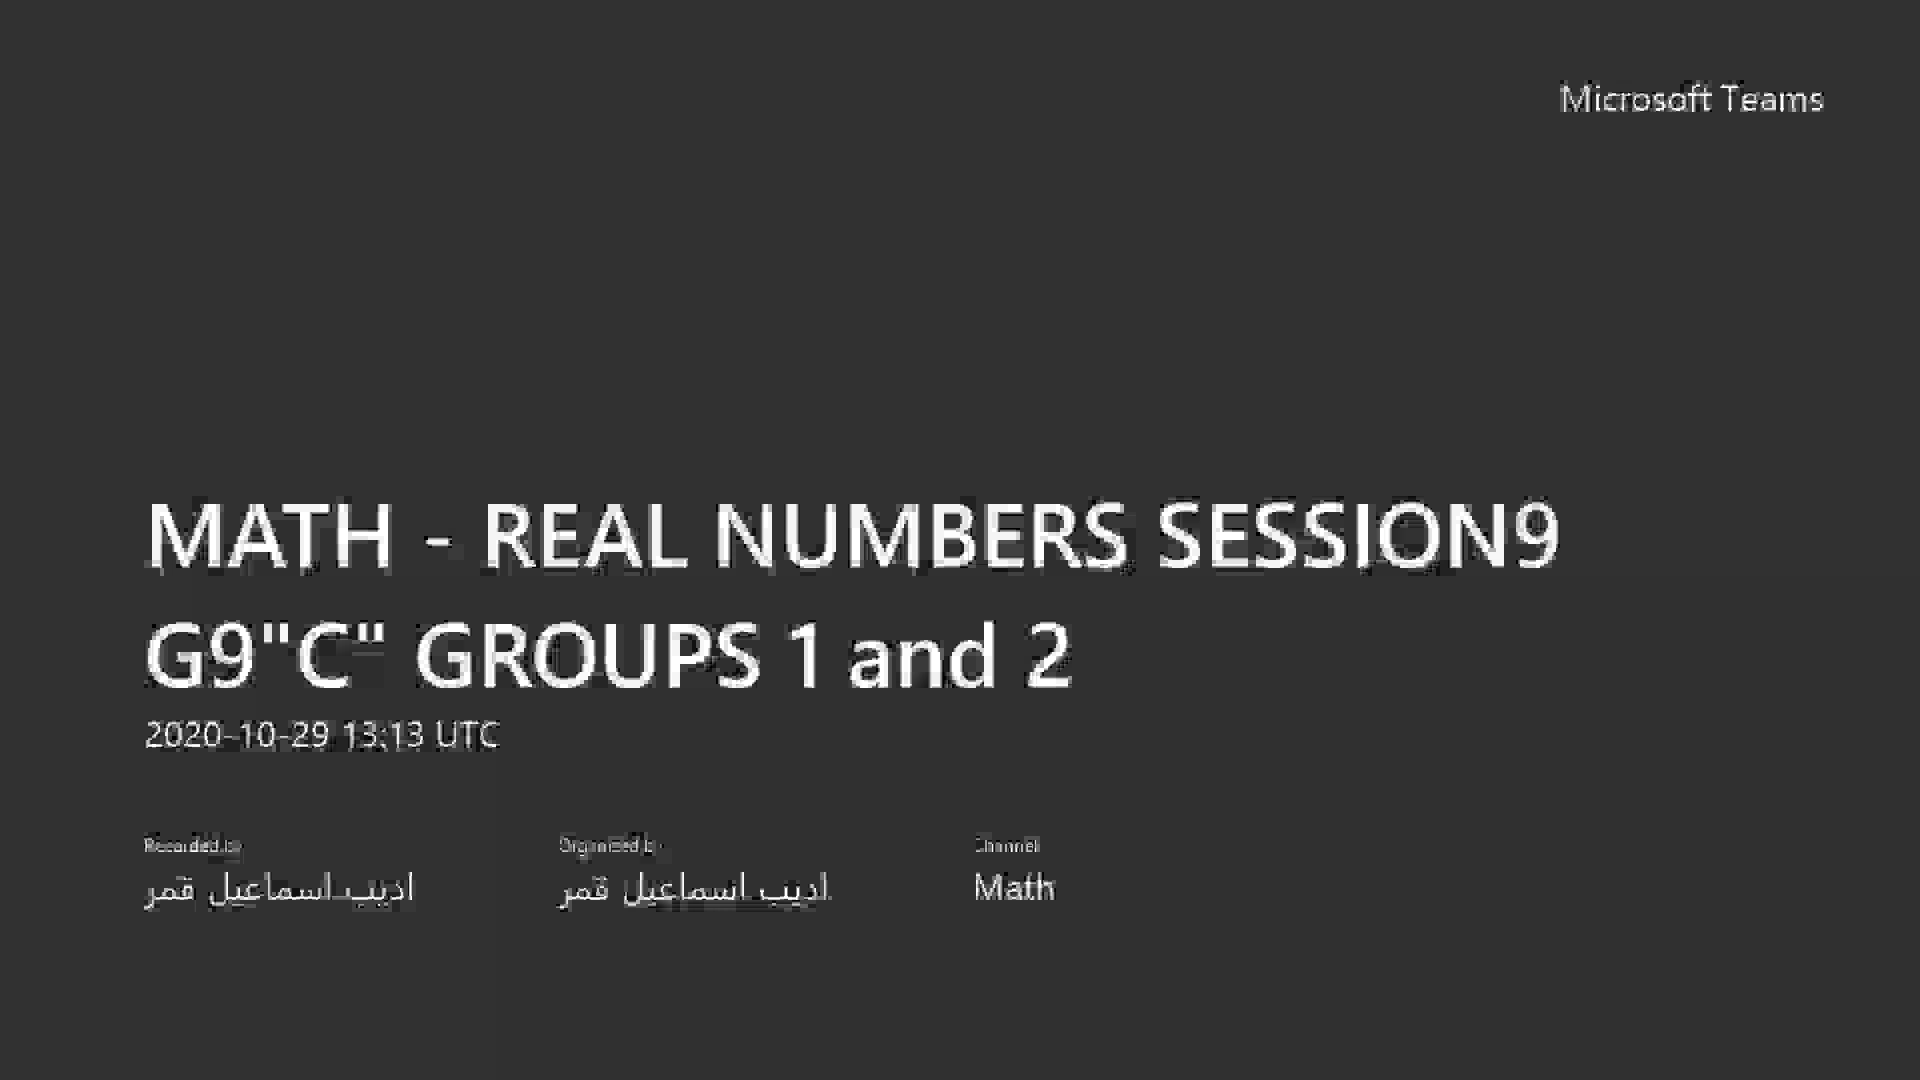 Microsoft Teams
MATH - REAL NUMBERS SESSION9
G9"C" GROUPS 1 and 2
2020-10-29 13:13 UTC
Recorded by Organized by Channel
اديب اسماعيل قمر اديب اسماعيل قمر Math